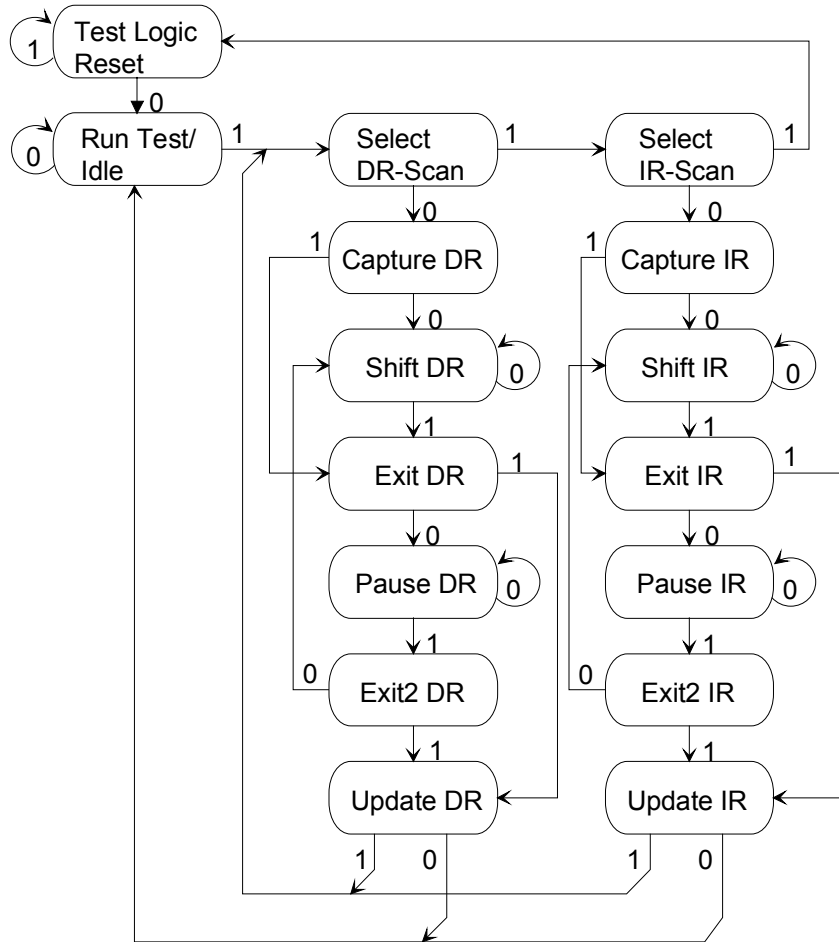 Test Logic
Reset
1
0
Run Test/
Idle
0
1
Select
DR-Scan
1
Select
IR-Scan
1
0
0
1
Capture DR
1
Capture IR
0
0
Shift DR
0
Shift IR
0
1
1
Exit DR
1
Exit IR
1
0
0
Pause DR
0
Pause IR
0
1
1
0
Exit2 DR
0
Exit2 IR
1
1
Update DR
Update IR
1
0
1
0